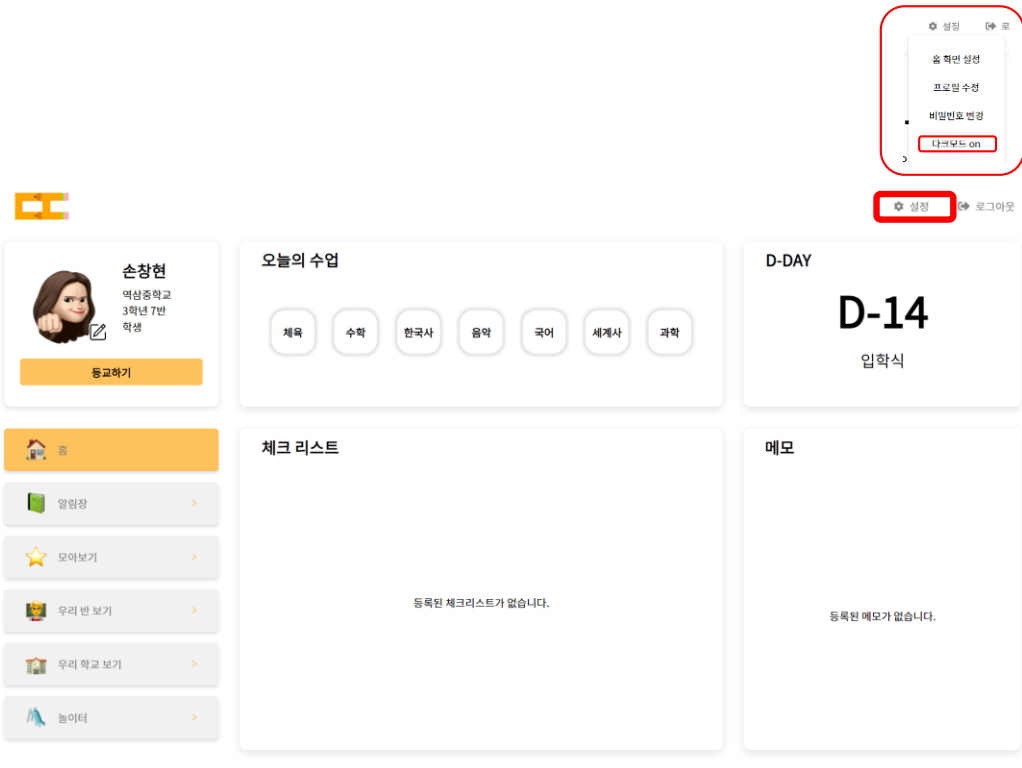 설정 로
홈 화면 설정
프로필 수정
비밀번호 변경
다크모드 on
설정 로그아웃
손창현
역삼중학교
3학년 7반
학생
등교하기
오늘의 수업
체육 수학 한국사 음악 국어 세계사 과학
D-DAY
D-14
입학식
홈
알림장 >
모아보기 >
우리 반 보기 >
우리 학교 보기 >
놀이터 >
체크 리스트
등록된 체크리스트가 없습니다.
메모
등록된 메모가 없습니다.